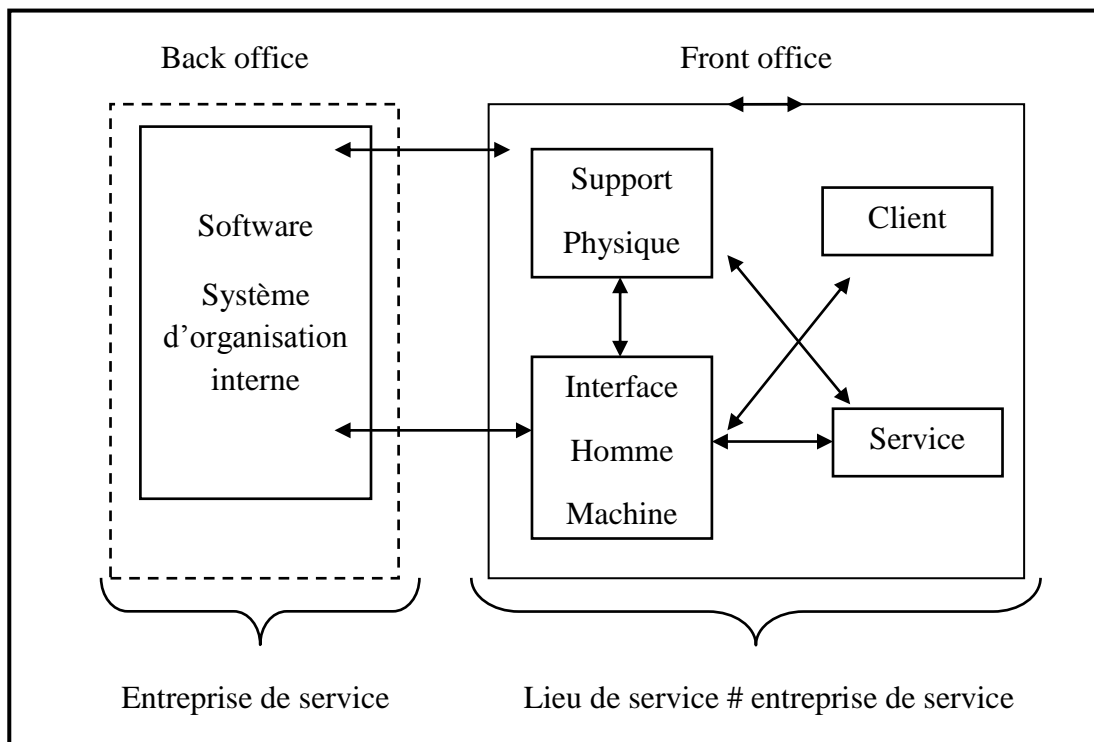 Back office
Front office
Software
Système
d’organisation
interne
Support
Physique
Client
Interface
Homme
Machine
Service
Entreprise de service
Lieu de service # entreprise de service